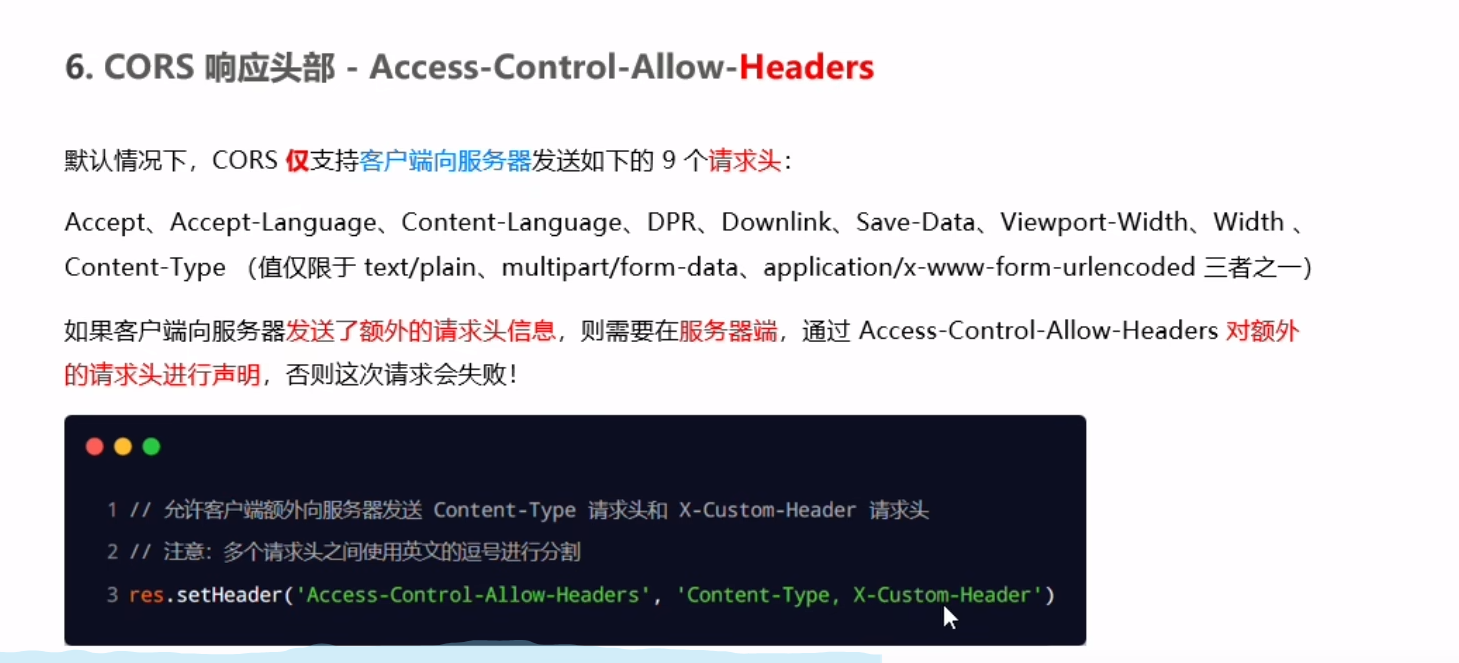 6. CORS 响应头部 - Access-Control-Allow-Headers
默认情况下，CORS 仅支持客户端向服务器发送如下的 9 个请求头：
Accept、Accept-Language、Content-Language、DPR、Downlink、Save-Data、Viewport-Width、Width 、
Content-Type （值仅限于 text/plain、multipart/form-data、application/x-www-form-urlencoded 三者之一）
如果客户端向服务器发送了额外的请求头信息，则需要在服务器端，通过 Access-Control-Allow-Headers 对额外
的请求头进行声明，否则这次请求会失败！
1 // 允许客户端额外向服务器发送 Content-Type 请求头和 X-Custom-Header 请求头
2 // 注意：多个请求头之间使用英文的逗号进行分割
3 res.setHeader('Access-Control-Allow-Headers', 'Content-Type, X-Custom-Header')